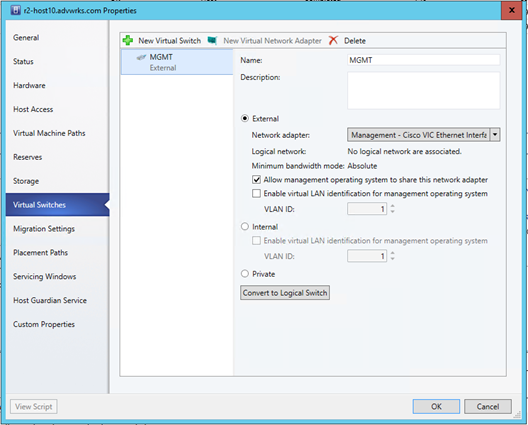 r2-host10.advwrks.com Properties
General
Status
Hardware
Host Access
Virtual Machine Paths
Reserves
Storage
Virtual Switches
Migration Settings
Placement Paths
Servicing Windows
Host Guardian Service
Custom Properties
New Virtual Switch
New Virtual Network Adapter
Delete
MGMT
External
Name: MGMT
Description:
External
Network adapter: Management - Cisco VIC Ethernet Interfa
Logical network: No logical network are associated.
Minimum bandwidth mode: Absolute
Allow management operating system to share this network adapter
Enable virtual LAN identification for management operating system
VLAN ID: 1
Internal
Enable virtual LAN identification for management operating system
VLAN ID: 1
Private
Convert to Logical Switch
View Script
OK
Cancel